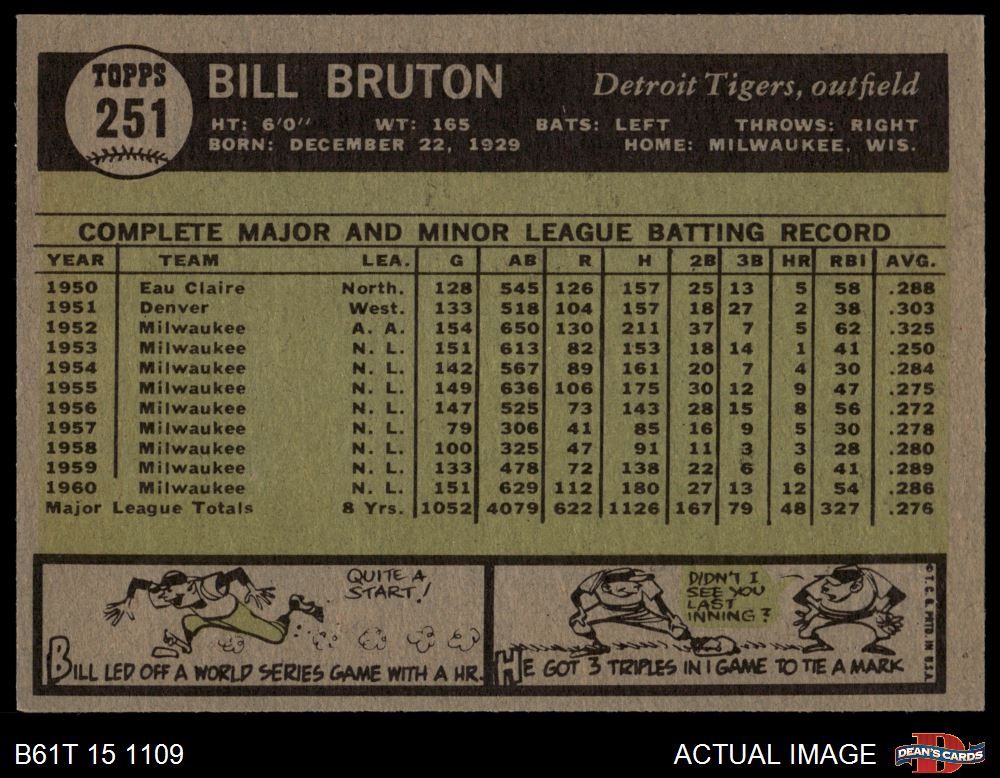 TOPPS
251
BILL BRUTON
Detroit Tigers, outfield
HT: 6'0" WT: 165 BATS: LEFT THROWS: RIGHT
BORN: DECEMBER 22, 1929 HOME: MILWAUKEE, WIS.
COMPLETE MAJOR AND MINOR LEAGUE BATTING RECORD
YEAR TEAM LEA. G AB R H 2B 3B HR RBI AVG.
1950 Eau Claire North. 128 545 126 157 25 13 5 58 .288
1951 Denver West. 133 518 104 157 18 27 2 38 .303
1952 Milwaukee A. A. 154 650 130 211 37 7 5 62 .325
1953 Milwaukee N. L. 151 613 82 153 18 14 1 41 .250
1954 Milwaukee N. L. 142 567 89 161 20 7 4 30 .284
1955 Milwaukee N. L. 149 636 106 175 30 12 9 47 .275
1956 Milwaukee N. L. 147 525 73 143 28 15 8 56 .272
1957 Milwaukee N. L. 79 306 41 85 16 9 5 30 .278
1958 Milwaukee N. L. 100 325 47 91 11 3 3 28 .280
1959 Milwaukee N. L. 133 478 72 138 22 6 6 41 .289
1960 Milwaukee N. L. 151 629 112 180 27 13 12 54 .286
Major League Totals 8 Yrs. 1052 4079 622 1126 167 79 48 327 .276
QUITE A
START!
BILL LED OFF A WORLD SERIES GAME WITH A HR.
DIDN'T I
SEE YOU
LAST
INNING?
HE GOT 3 TRIPLES IN 1 GAME TO TIE A MARK
© T. C. G. PRTD. IN U.S.A.
B61T 15 1109
ACTUAL IMAGE
DEAN'S CARDS